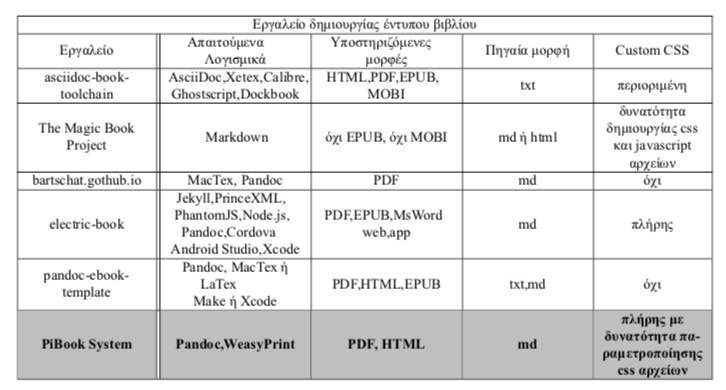 Εργαλείο δημιουργίας έντυπου βιβλίου
Εργαλείο Απαιτούμενα Λογισμικά Υποστηριζόμενες μορφές Πηγαία μορφή Custom CSS
asciidoc-book-
toolchain
AsciiDoc,Xetex,Calibre,
Ghostscript,Dockbook
HTML,PDF,EPUB,
MOBI
txt
περιοριμένη
The Magic Book
Project
Markdown
όχι EPUB, όχι MOBI
md ή html
δυνατότητα
δημιουργίας css
και javascript
αρχείων
bartschat.gothub.io
MacTex, Pandoc
PDF
md
όχι
electric-book
Jekyll,PrinceXML,
PhantomJS,Node.js,
Pandoc,Cordova
Android Studio,Xcode
PDF,EPUB,MsWord
web,app
md
πλήρης
pandoc-ebook-
template
Pandoc, MacTex ή
LaTex
Make ή Xcode
PDF,HTML,EPUB
txt,md
όχι
PiBook System
Pandoc,WeasyPrint
PDF, HTML
md
πλήρης με
δυνατότητα πα-
ραμετροποίησης
css αρχείων